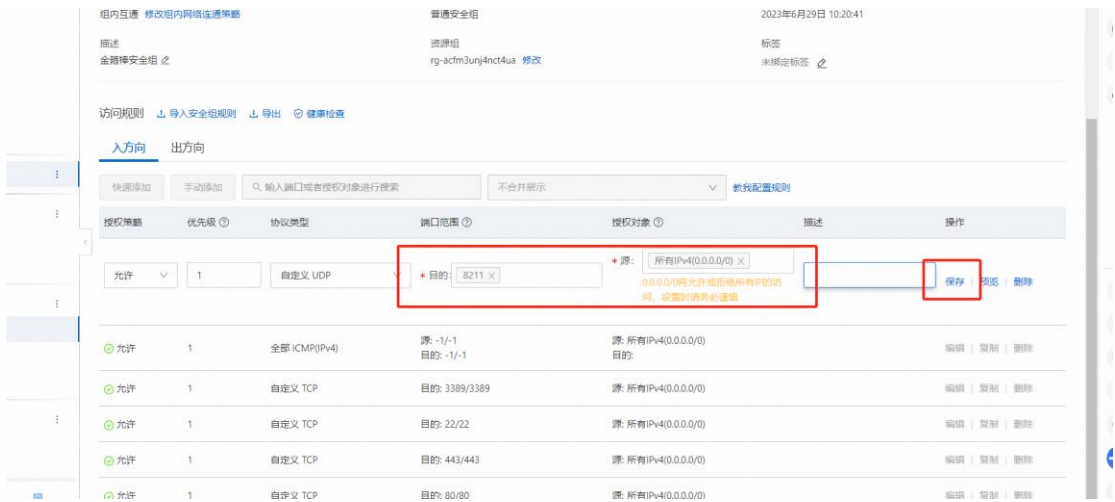 组内互通 修改组内网络连通策略 普通安全组 2023年6月29日 10:20:41
描述 资源组 标签
金箍棒安全组 rg-acfm3unj4nct4ua 修改 未绑定标签
访问规则 导入安全组规则 导出 健康检查
入方向 出方向
快速添加 手动添加 输入端口或者授权对象进行搜索 不合并展示 教我配置规则
授权策略 优先级 协议类型 端口范围 授权对象 描述 操作
允许 1 自定义 UDP * 目的: 8211 × * 源: 所有IPv4(0.0.0.0/0) × 保存 | 预览 | 删除
0.0.0.0/0将允许或拒绝所有IP的访
问，设置时请务必谨慎
允许 1 全部 ICMP(IPv4) 源: -1/-1 源: 所有IPv4(0.0.0.0/0) 编辑 | 复制 | 删除
目的: -1/-1 目的:
允许 1 自定义 TCP 目的: 3389/3389 源: 所有IPv4(0.0.0.0/0) 编辑 | 复制 | 删除
允许 1 自定义 TCP 目的: 22/22 源: 所有IPv4(0.0.0.0/0) 编辑 | 复制 | 删除
允许 1 自定义 TCP 目的: 443/443 源: 所有IPv4(0.0.0.0/0) 编辑 | 复制 | 删除
允许 1 自定义 TCP 目的: 80/80 源: 所有IPv4(0.0.0.0/0) 编辑 | 复制 | 删除